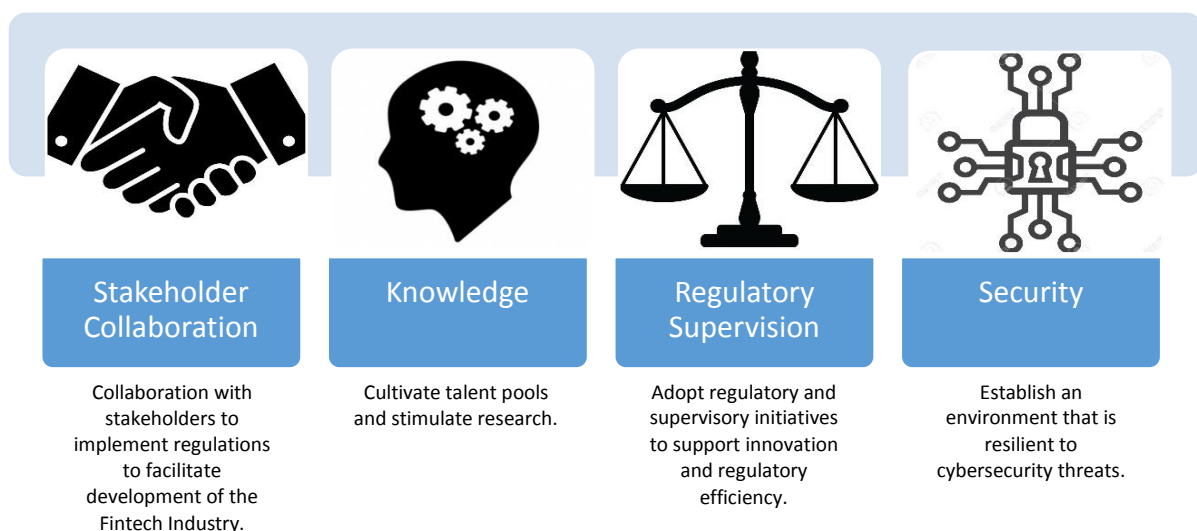 Stakeholder
Collaboration
Collaboration with
stakeholders to
implement regulations
to facilitate
development of the
Fintech Industry.
Knowledge
Cultivate talent pools
and stimulate research.
Regulatory
Supervision
Adopt regulatory and
supervisory initiatives
to support innovation
and regulatory
efficiency.
Security
Establish an
environment that is
resilient to
cybersecurity threats.